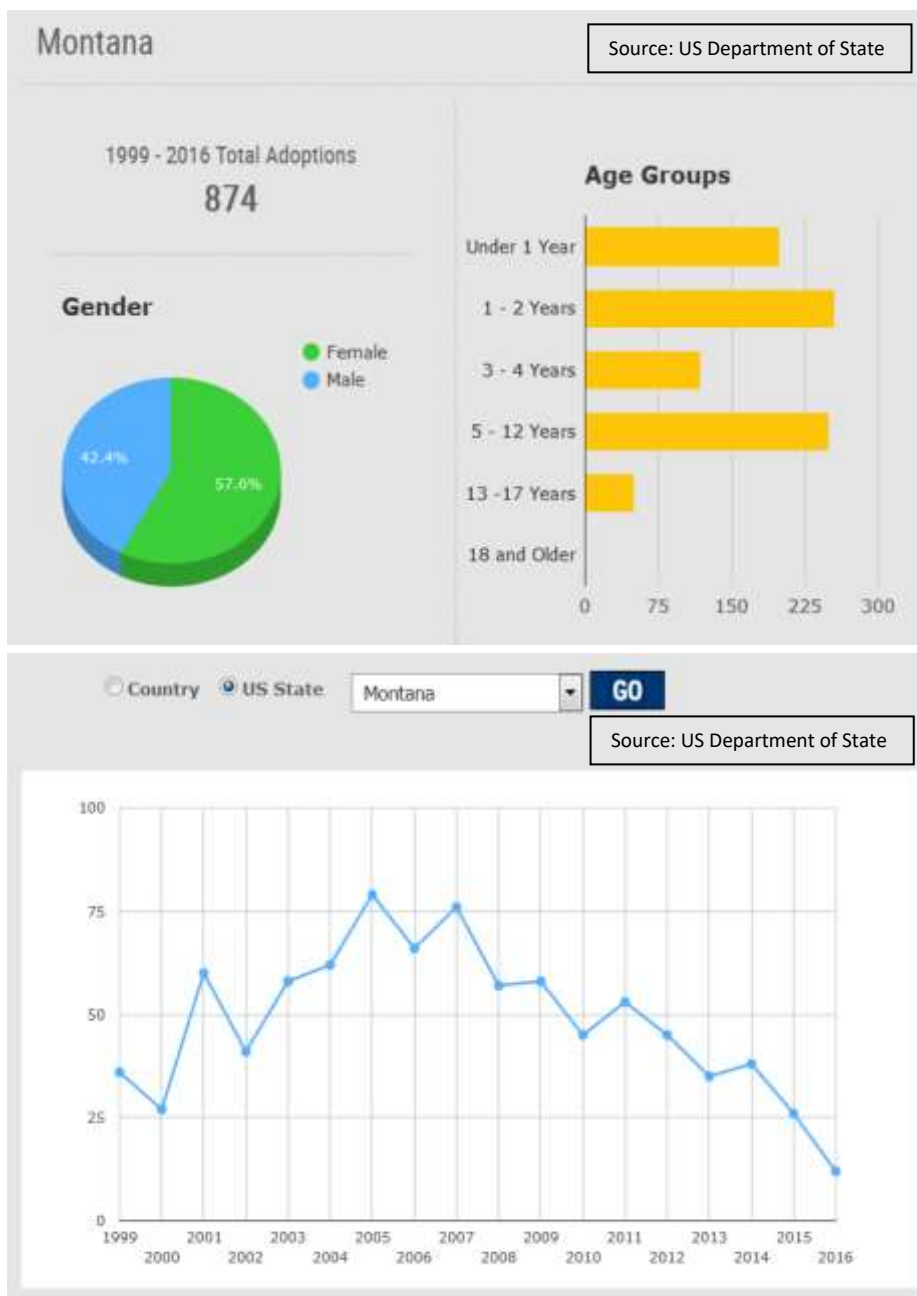 Montana
Source: US Department of State
1999 - 2016 Total Adoptions
874
Gender
Female
Male
42.4%
57.6%
Age Groups
Under 1 Year
1 - 2 Years
3 - 4 Years
5 - 12 Years
13 -17 Years
18 and Older
0 75 150 225 300
Country US State Montana GO
Source: US Department of State
100
75
50
25
0
1999 2001 2003 2005 2007 2009 2011 2013 2015
2000 2002 2004 2006 2008 2010 2012 2014 2016